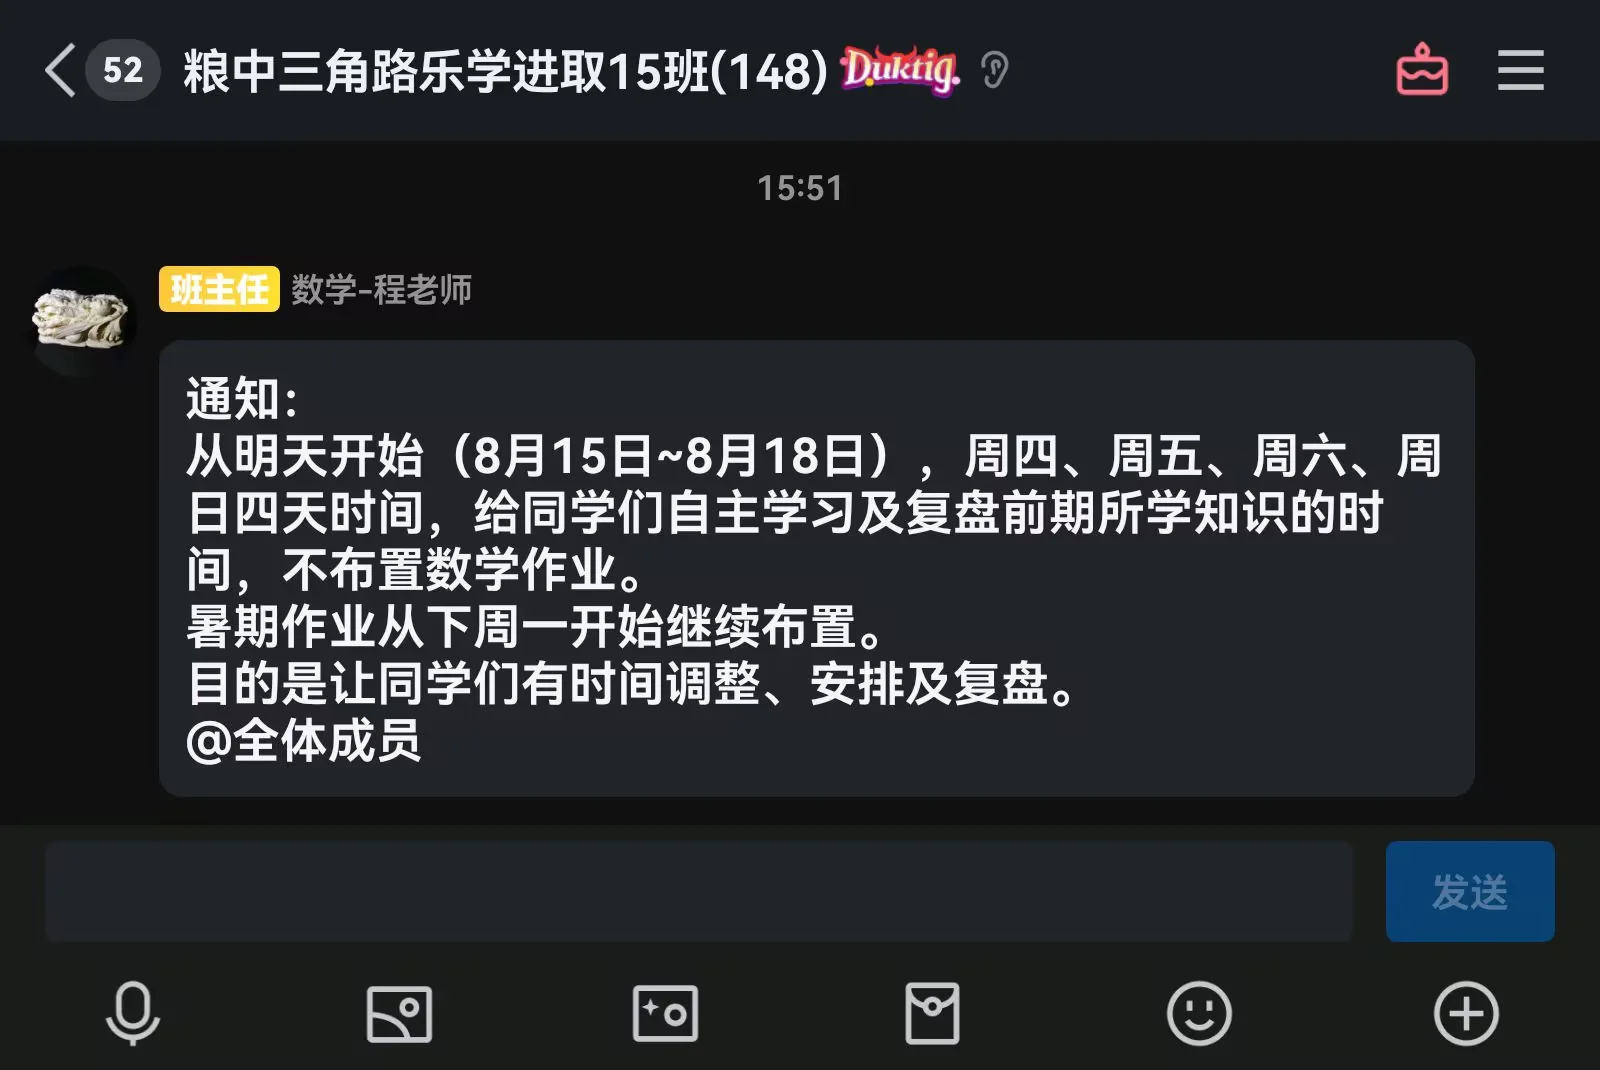 52 粮中三角路乐学进取15班(148) Duktig.
15:51
班主任 数学-程老师
通知：
从明天开始（8月15日~8月18日），周四、周五、周六、周
日四天时间，给同学们自主学习及复盘前期所学知识的时
间，不布置数学作业。
暑期作业从下周一开始继续布置。
目的是让同学们有时间调整、安排及复盘。
@全体成员
发送